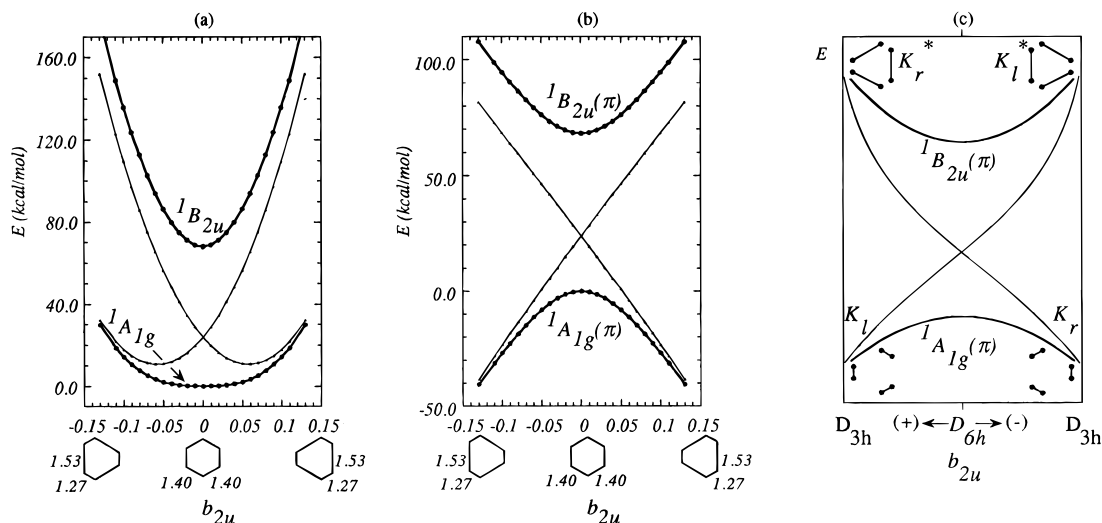 (a)
E (kcal/mol)
160.0
120.0
80.0
40.0
0.0
¹B₂ᵤ
¹A₁g
-0.15 -0.1 -0.05 0 0.05 0.1 0.15
1.53
1.27
1.40 1.40
1.53
1.27
b₂ᵤ
(b)
E (kcal/mol)
100.0
50.0
0.0
-50.0
¹B₂ᵤ(π)
¹A₁g(π)
-0.15 -0.1 -0.05 0 0.05 0.1 0.15
1.53
1.27
1.40 1.40
1.53
1.27
b₂ᵤ
(c)
E
Kᵣ* Kₗ*
¹B₂ᵤ(π)
Kₗ Kᵣ
¹A₁g(π)
D₃ₕ (+) ← D₆ₕ → (-) D₃ₕ
b₂ᵤ